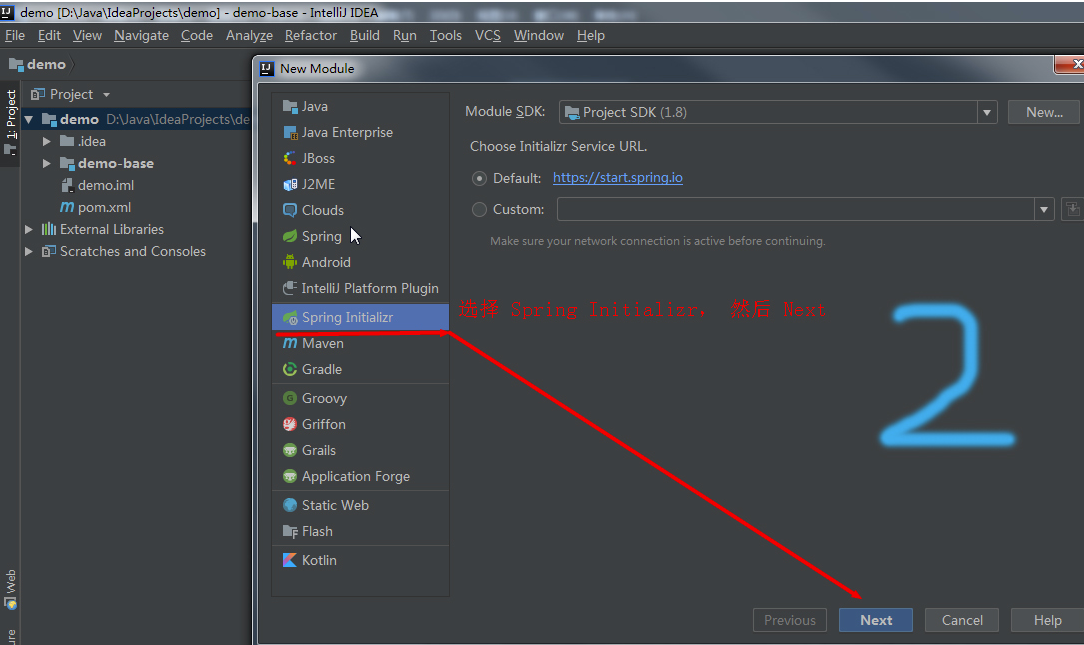 demo [D:\Java\IdeaProjects\demo] - demo-base - IntelliJ IDEA
File Edit View Navigate Code Analyze Refactor Build Run Tools VCS Window Help
demo
1: Project
Project
demo D:\Java\IdeaProjects\de
.idea
demo-base
demo.iml
pom.xml
External Libraries
Scratches and Consoles
Web
ure
New Module
Java
Java Enterprise
JBoss
J2ME
Clouds
Spring
Android
IntelliJ Platform Plugin
Spring Initializr
Maven
Gradle
Groovy
Griffon
Grails
Application Forge
Static Web
Flash
Kotlin
Module SDK: Project SDK (1.8) New...
Choose Initializr Service URL.
Default: https://start.spring.io
Custom:
Make sure your network connection is active before continuing.
选择 Spring Initializr, 然后 Next
2
Previous Next Cancel Help